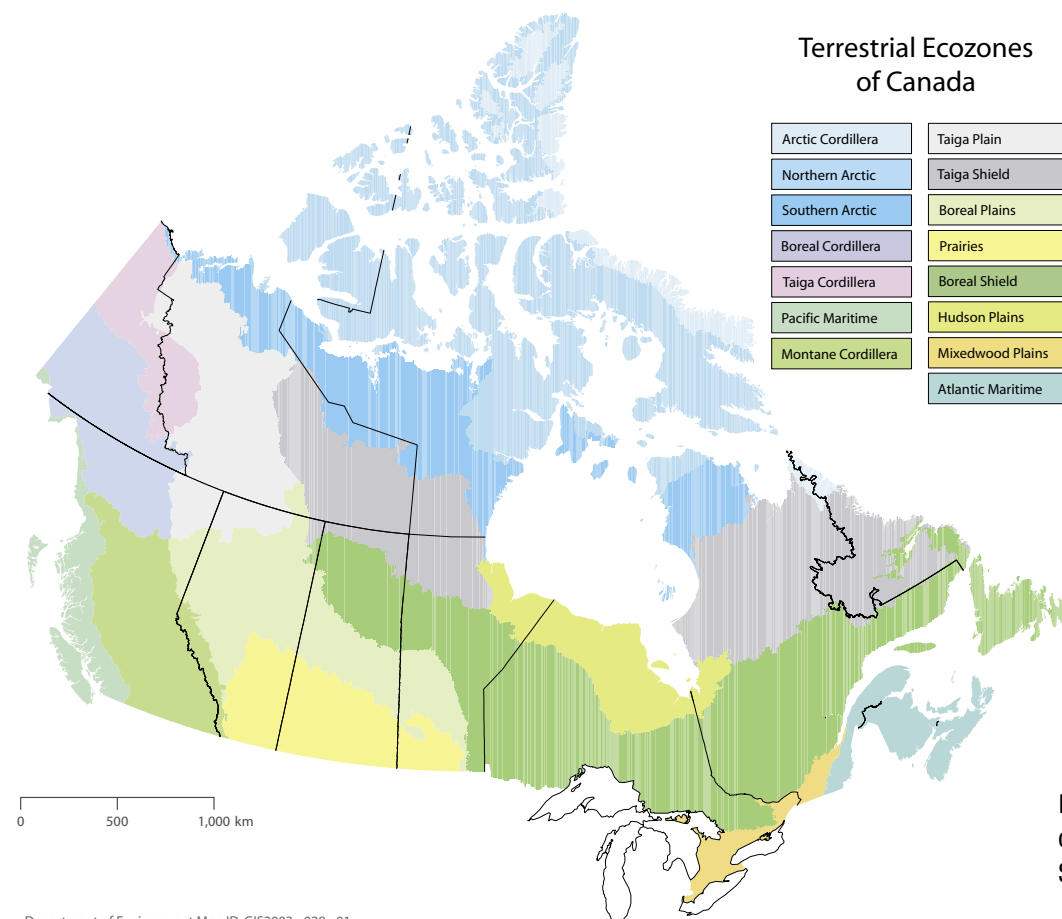 Terrestrial Ecozones
of Canada
Arctic Cordillera
Northern Arctic
Southern Arctic
Boreal Cordillera
Taiga Cordillera
Pacific Maritime
Montane Cordillera
Taiga Plain
Taiga Shield
Boreal Plains
Prairies
Boreal Shield
Hudson Plains
Mixedwood Plains
Atlantic Maritime
0 500 1,000 km